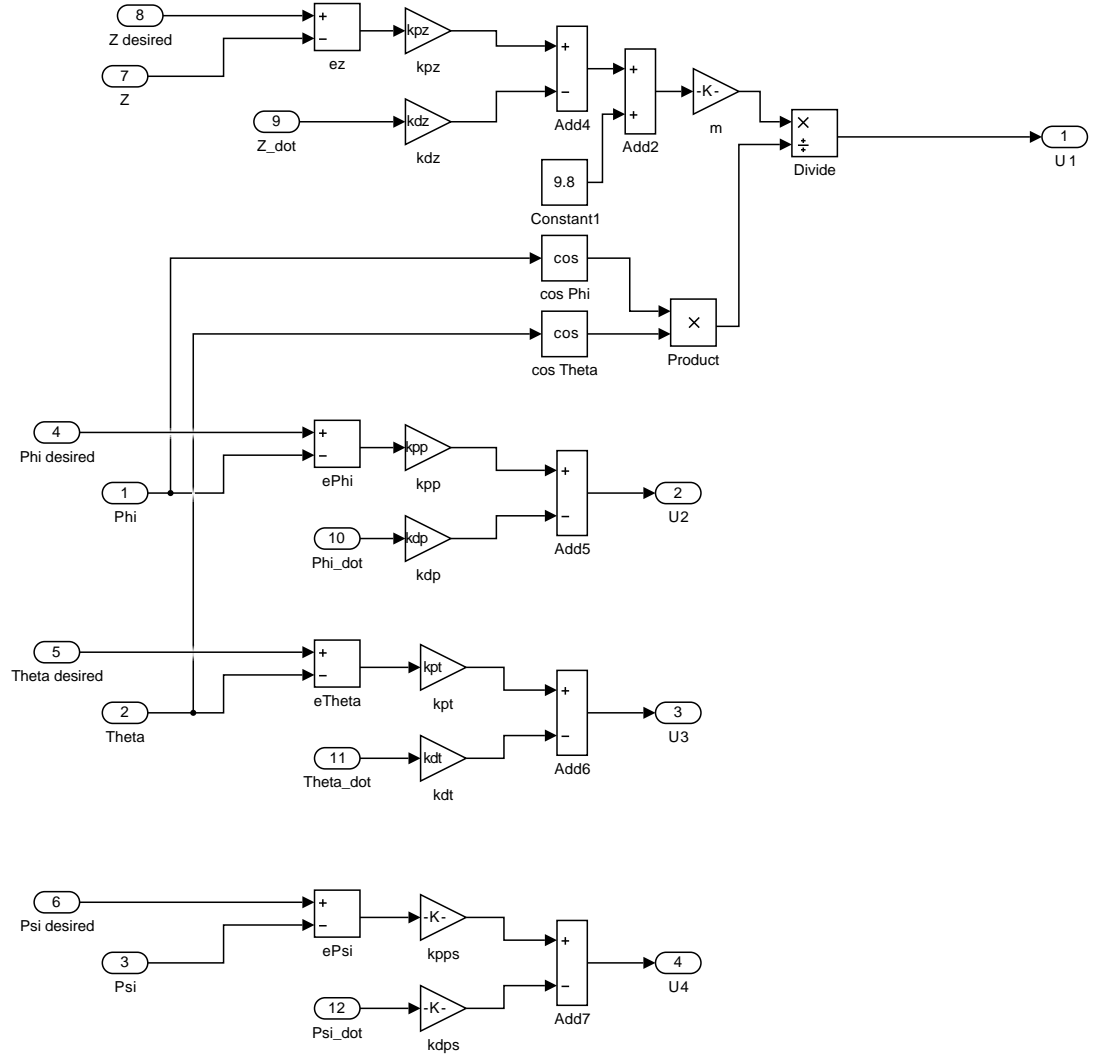 8
Z desired
+
−
ez
kpz
kpz
7
Z
9
Z_dot
kdz
kdz
+
−
Add4
+
+
Add2
-K-
m
×
÷
Divide
1
U 1
9.8
Constant1
cos
cos Phi
cos
cos Theta
×
Product
4
Phi desired
+
−
ePhi
kpp
kpp
1
Phi
10
Phi_dot
kdp
kdp
+
−
Add5
2
U2
5
Theta desired
+
−
eTheta
kpt
kpt
2
Theta
11
Theta_dot
kdt
kdt
+
−
Add6
3
U3
6
Psi desired
+
−
ePsi
-K-
kpps
3
Psi
12
Psi_dot
-K-
kdps
+
−
Add7
4
U4